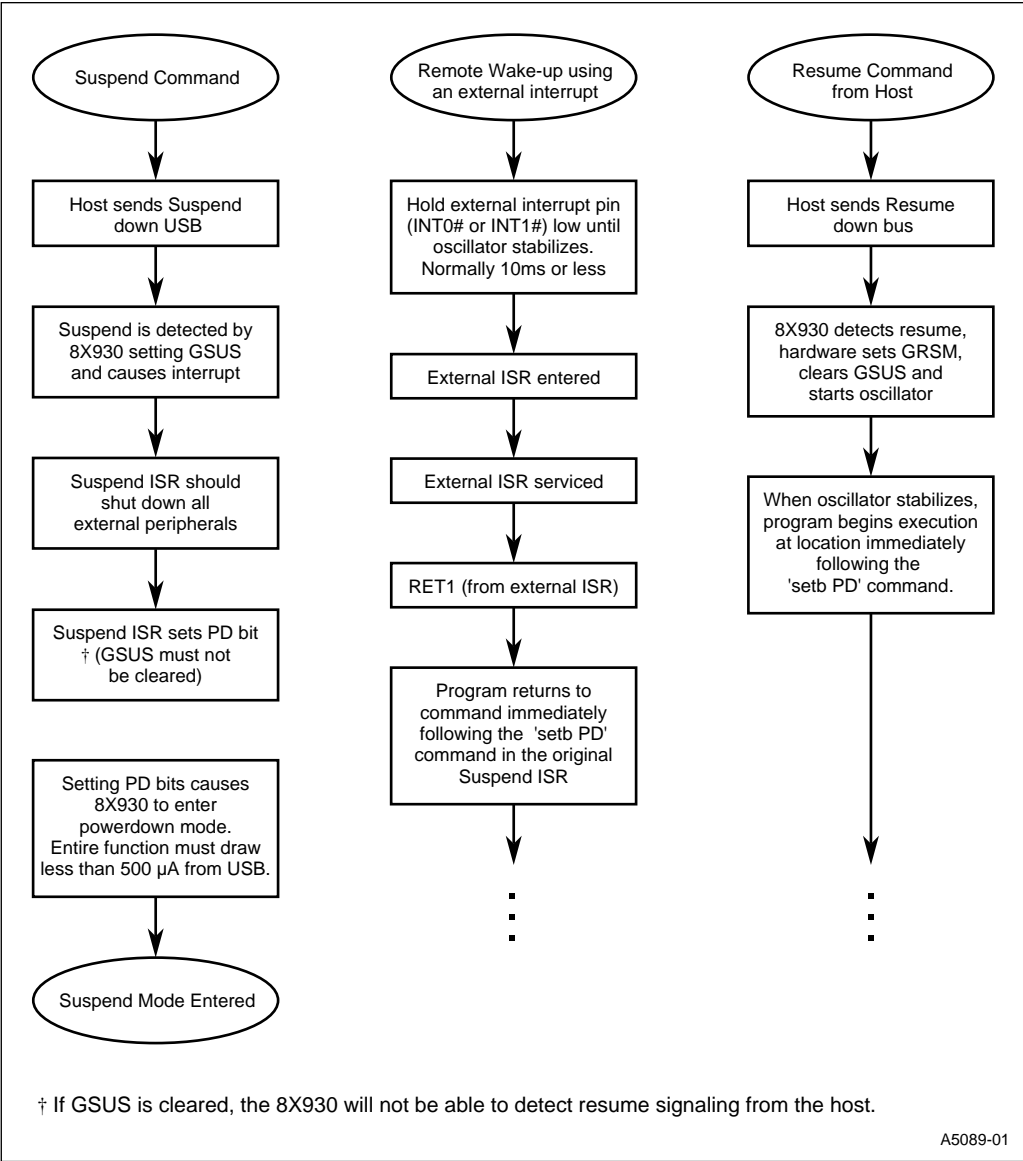 Suspend Command
Host sends Suspend
down USB
Suspend is detected by
8X930 setting GSUS
and causes interrupt
Suspend ISR should
shut down all
external peripherals
Suspend ISR sets PD bit
† (GSUS must not
be cleared)
Setting PD bits causes
8X930 to enter
powerdown mode.
Entire function must draw
less than 500 µA from USB.
Suspend Mode Entered
Remote Wake-up using
an external interrupt
Hold external interrupt pin
(INT0# or INT1#) low until
oscillator stabilizes.
Normally 10ms or less
External ISR entered
External ISR serviced
RET1 (from external ISR)
Program returns to
command immediately
following the 'setb PD'
command in the original
Suspend ISR
Resume Command
from Host
Host sends Resume
down bus
8X930 detects resume,
hardware sets GRSM,
clears GSUS and
starts oscillator
When oscillator stabilizes,
program begins execution
at location immediately
following the
'setb PD' command.
† If GSUS is cleared, the 8X930 will not be able to detect resume signaling from the host.
A5089-01